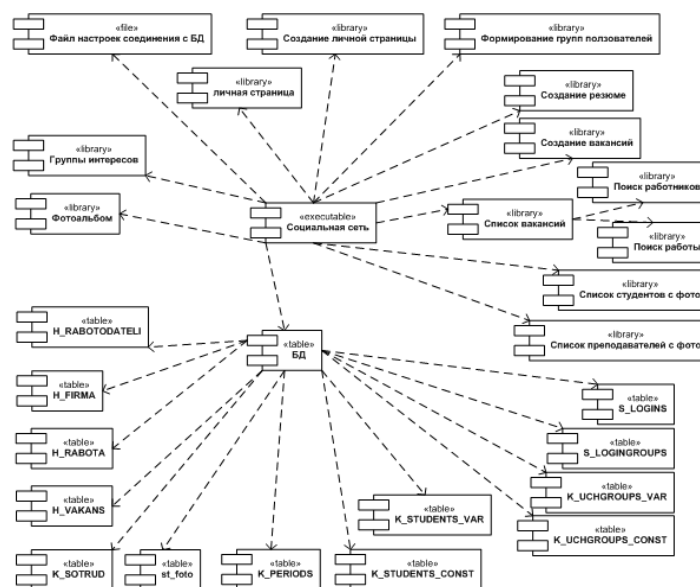 «file»
Файл настроек соединения с БД
«library»
Создание личной страницы
«library»
Формирование групп ползователей
«library»
личная страница
«library»
Создание резюме
«library»
Создание вакансий
«library»
Группы интересов
«library»
Поиск работников
«library»
Фотоальбом
«executable»
Социальная сеть
«library»
Список вакансий
«library»
Поиск работы
«library»
Список студентов с фото
«library»
Список преподавателей с фото
«table»
H_RABOTODATELI
«table»
БД
«table»
H_FIRMA
«table»
S_LOGINS
«table»
H_RABOTA
«table»
S_LOGINGROUPS
«table»
K_UCHGROUPS_VAR
«table»
H_VAKANS
«table»
K_STUDENTS_VAR
«table»
K_UCHGROUPS_CONST
«table»
K_SOTRUD
«table»
st_foto
«table»
K_PERIODS
«table»
K_STUDENTS_CONST